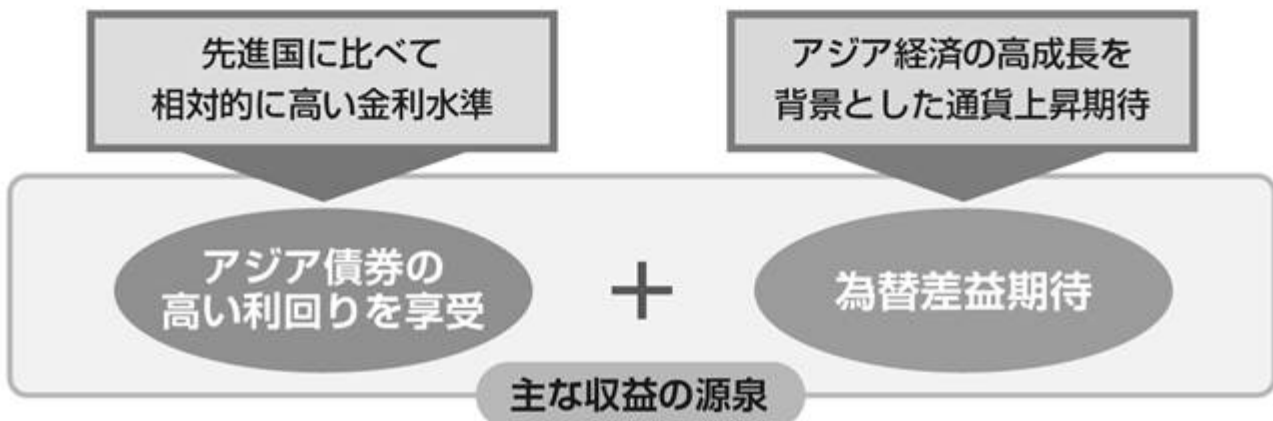 先進国に比べて
相対的に高い金利水準
アジア経済の高成長を
背景とした通貨上昇期待
アジア債券の
高い利回りを享受
+
為替差益期待
主な収益の源泉